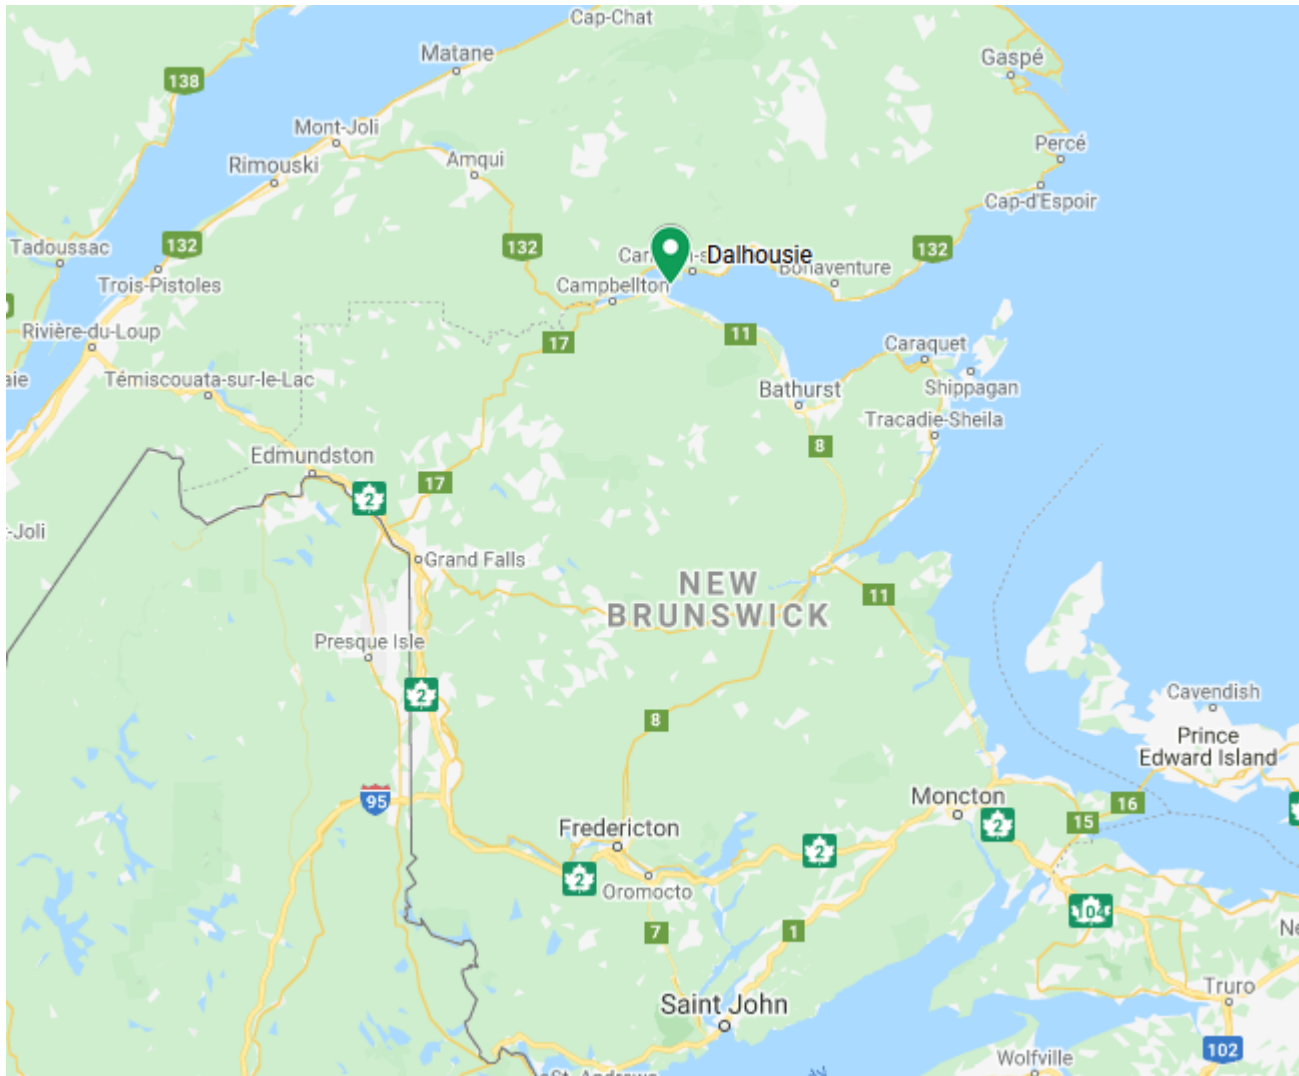 Cap-Chat
Matane
Gaspé
138
Mont-Joli
Percé
Rimouski
Amqui
Cap-d'Espoir
Tadoussac
132
132
132
Dalhousie
Bonaventure
Trois-Pistoles
Campbellton
Rivière-du-Loup
11
17
Caraquet
Témiscouata-sur-le-Lac
Shippagan
Bathurst
Tracadie-Sheila
8
Edmundston
17
2
-Joli
Grand Falls
NEW
BRUNSWICK
11
Presque Isle
2
Cavendish
8
Prince
Edward Island
95
Moncton
16
15
2
Fredericton
2
2
Oromocto
104
7
1
Truro
Saint John
102
Wolfville